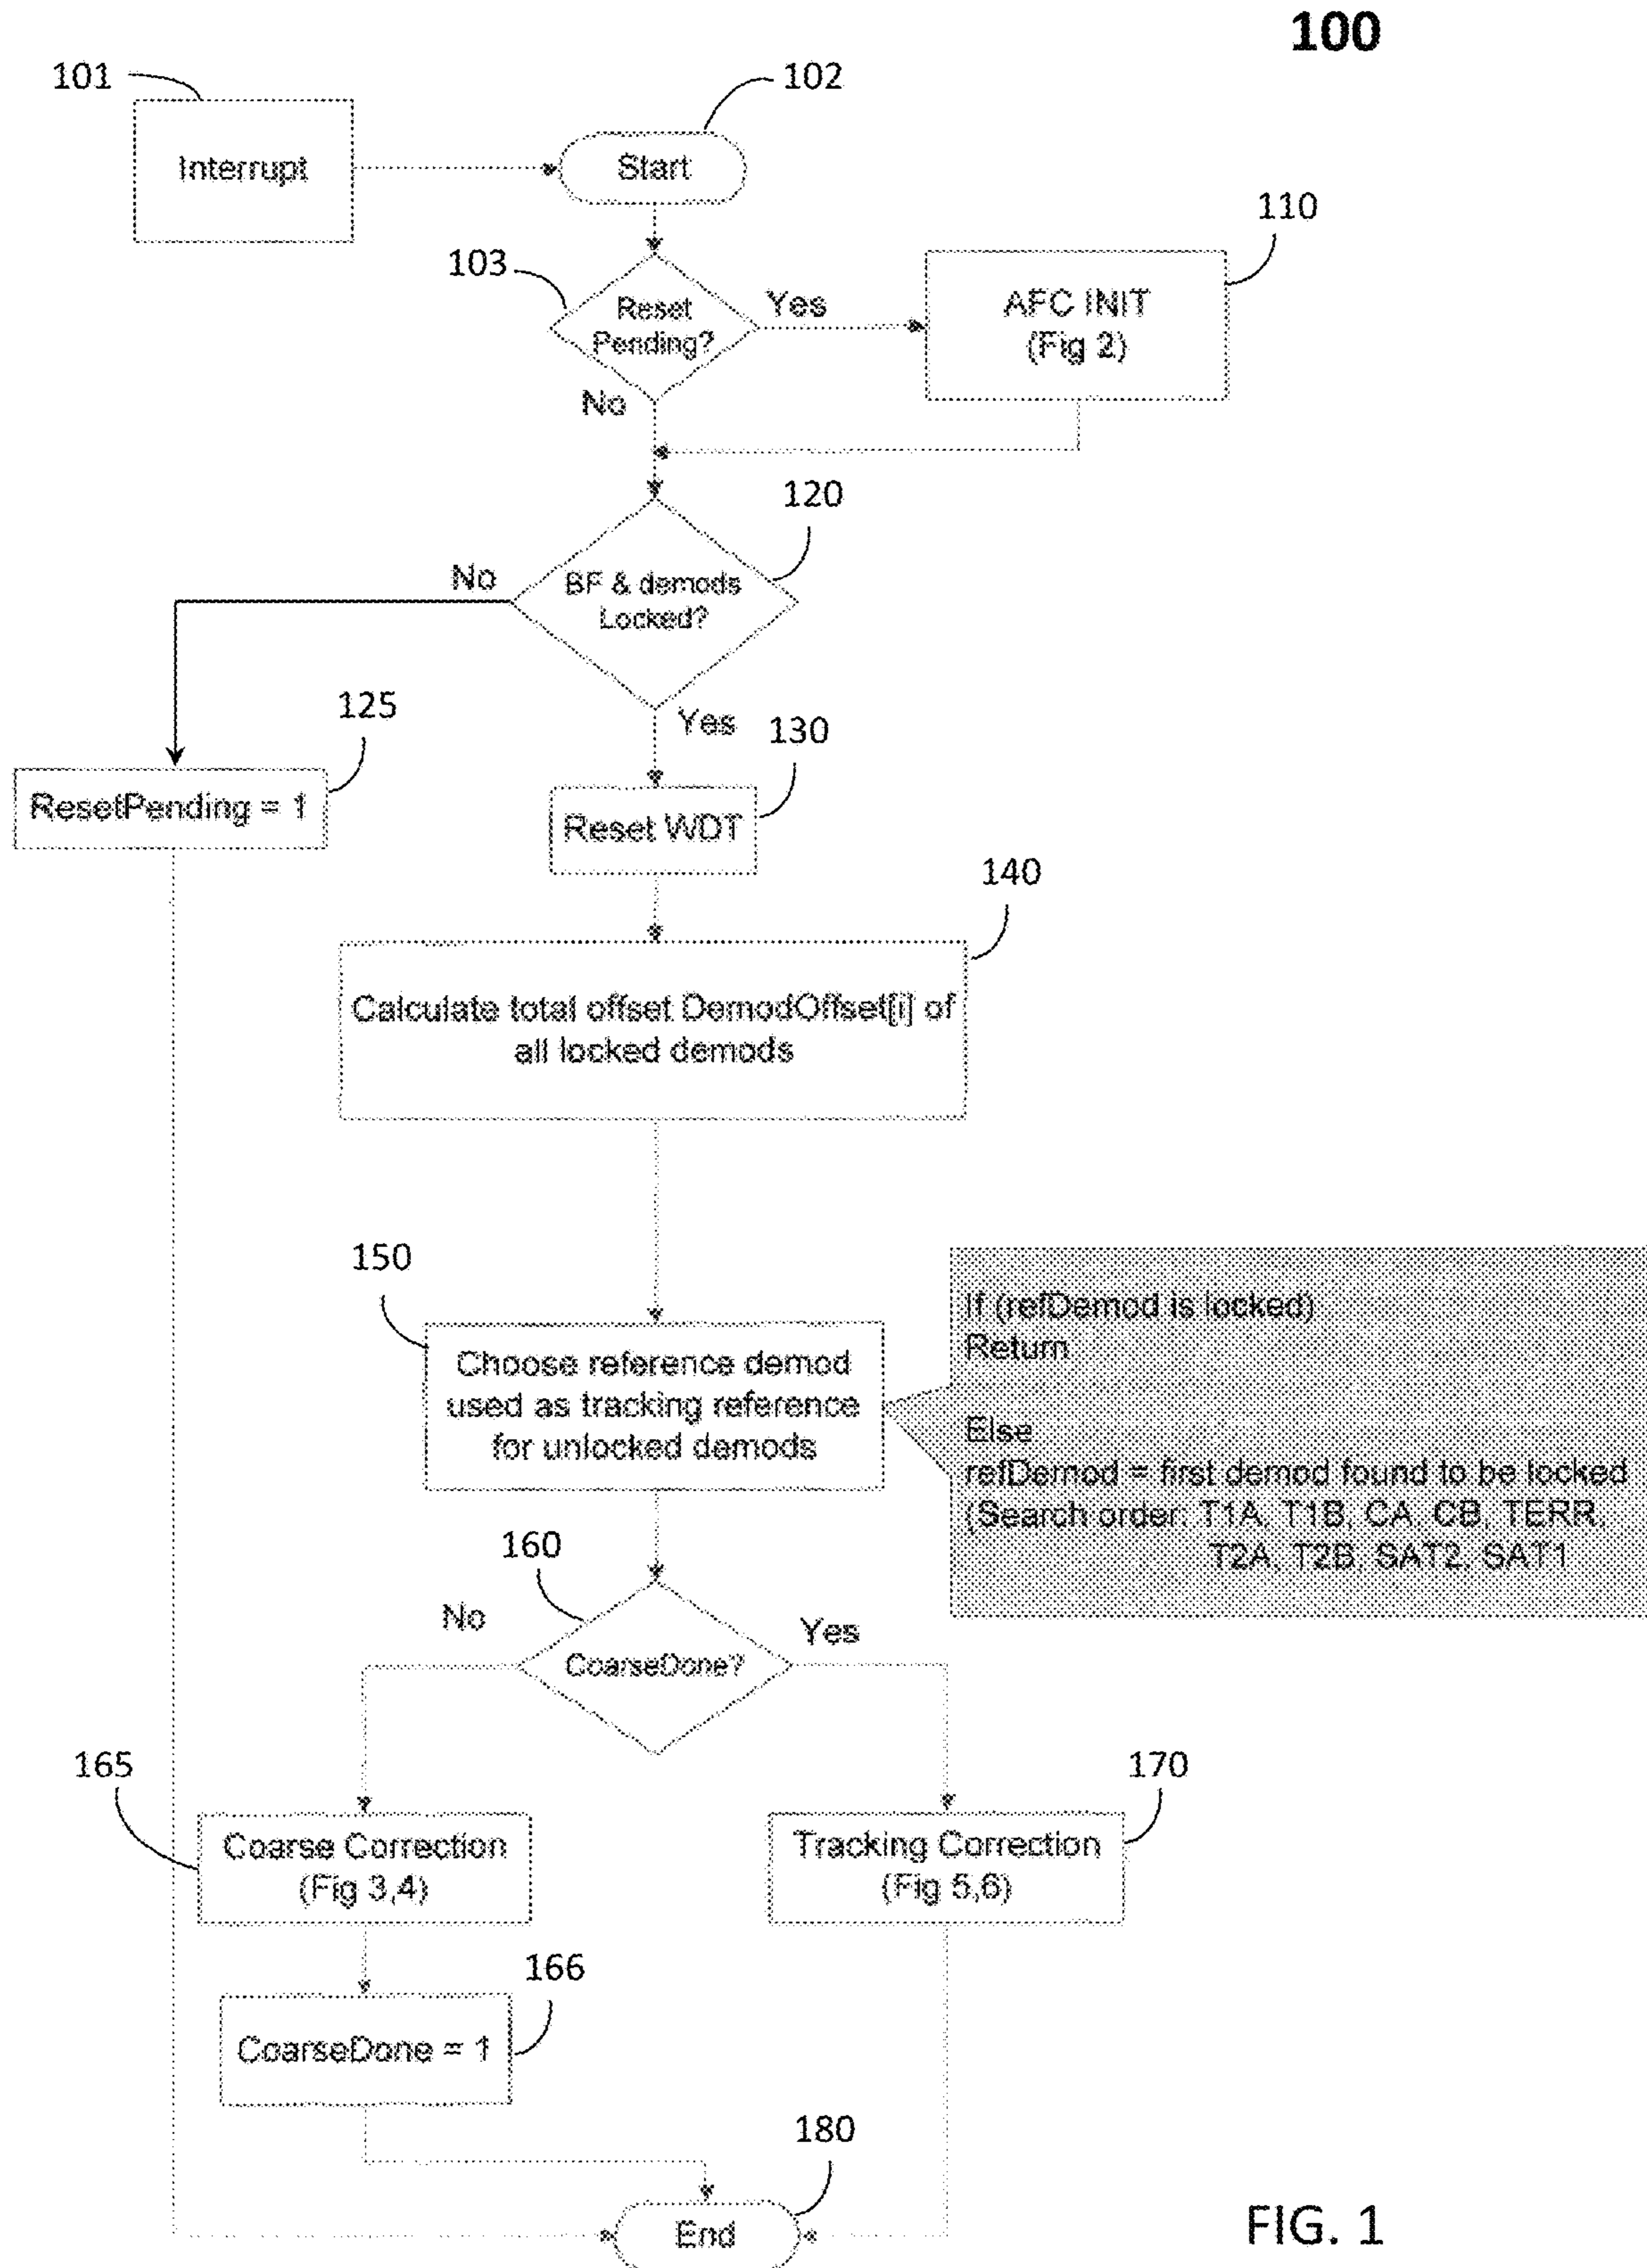 100
101
102
Interrupt
Start
110
103
Reset
Pending?
Yes
AFC INIT
(Fig 2)
No
120
No
BF & demods
Locked?
125
Yes
130
ResetPending = 1
Reset WDT
140
Calculate total offset DemodOffset[i] of
all locked demods
150
If (refDemod is locked)
Return
Choose reference demod
used as tracking reference
for unlocked demods
Else
refDemod = first demod found to be locked
(Search order: T1A, T1B, CA. CB, TERR,
T2A, T2B, SAT2. SAT1
160
No
Yes
CoarseDone?
165
170
Coarse Correction
(Fig 3,4)
Tracking Correction
(Fig 5,6)
166
CoarseDone = 1
180
End
FIG. 1